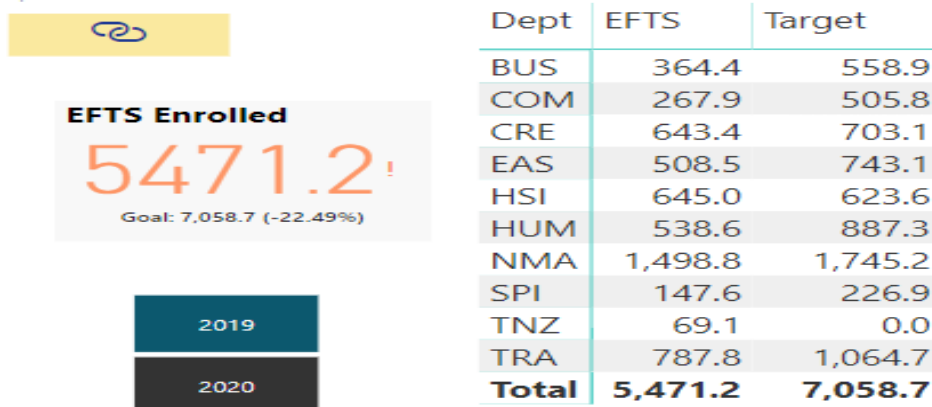 EFTS Enrolled
5471.2!
Goal: 7,058.7 (-22.49%)
2019
2020
Dept EFTS Target
BUS 364.4 558.9
COM 267.9 505.8
CRE 643.4 703.1
EAS 508.5 743.1
HSI 645.0 623.6
HUM 538.6 887.3
NMA 1,498.8 1,745.2
SPI 147.6 226.9
TNZ 69.1 0.0
TRA 787.8 1,064.7
Total 5,471.2 7,058.7